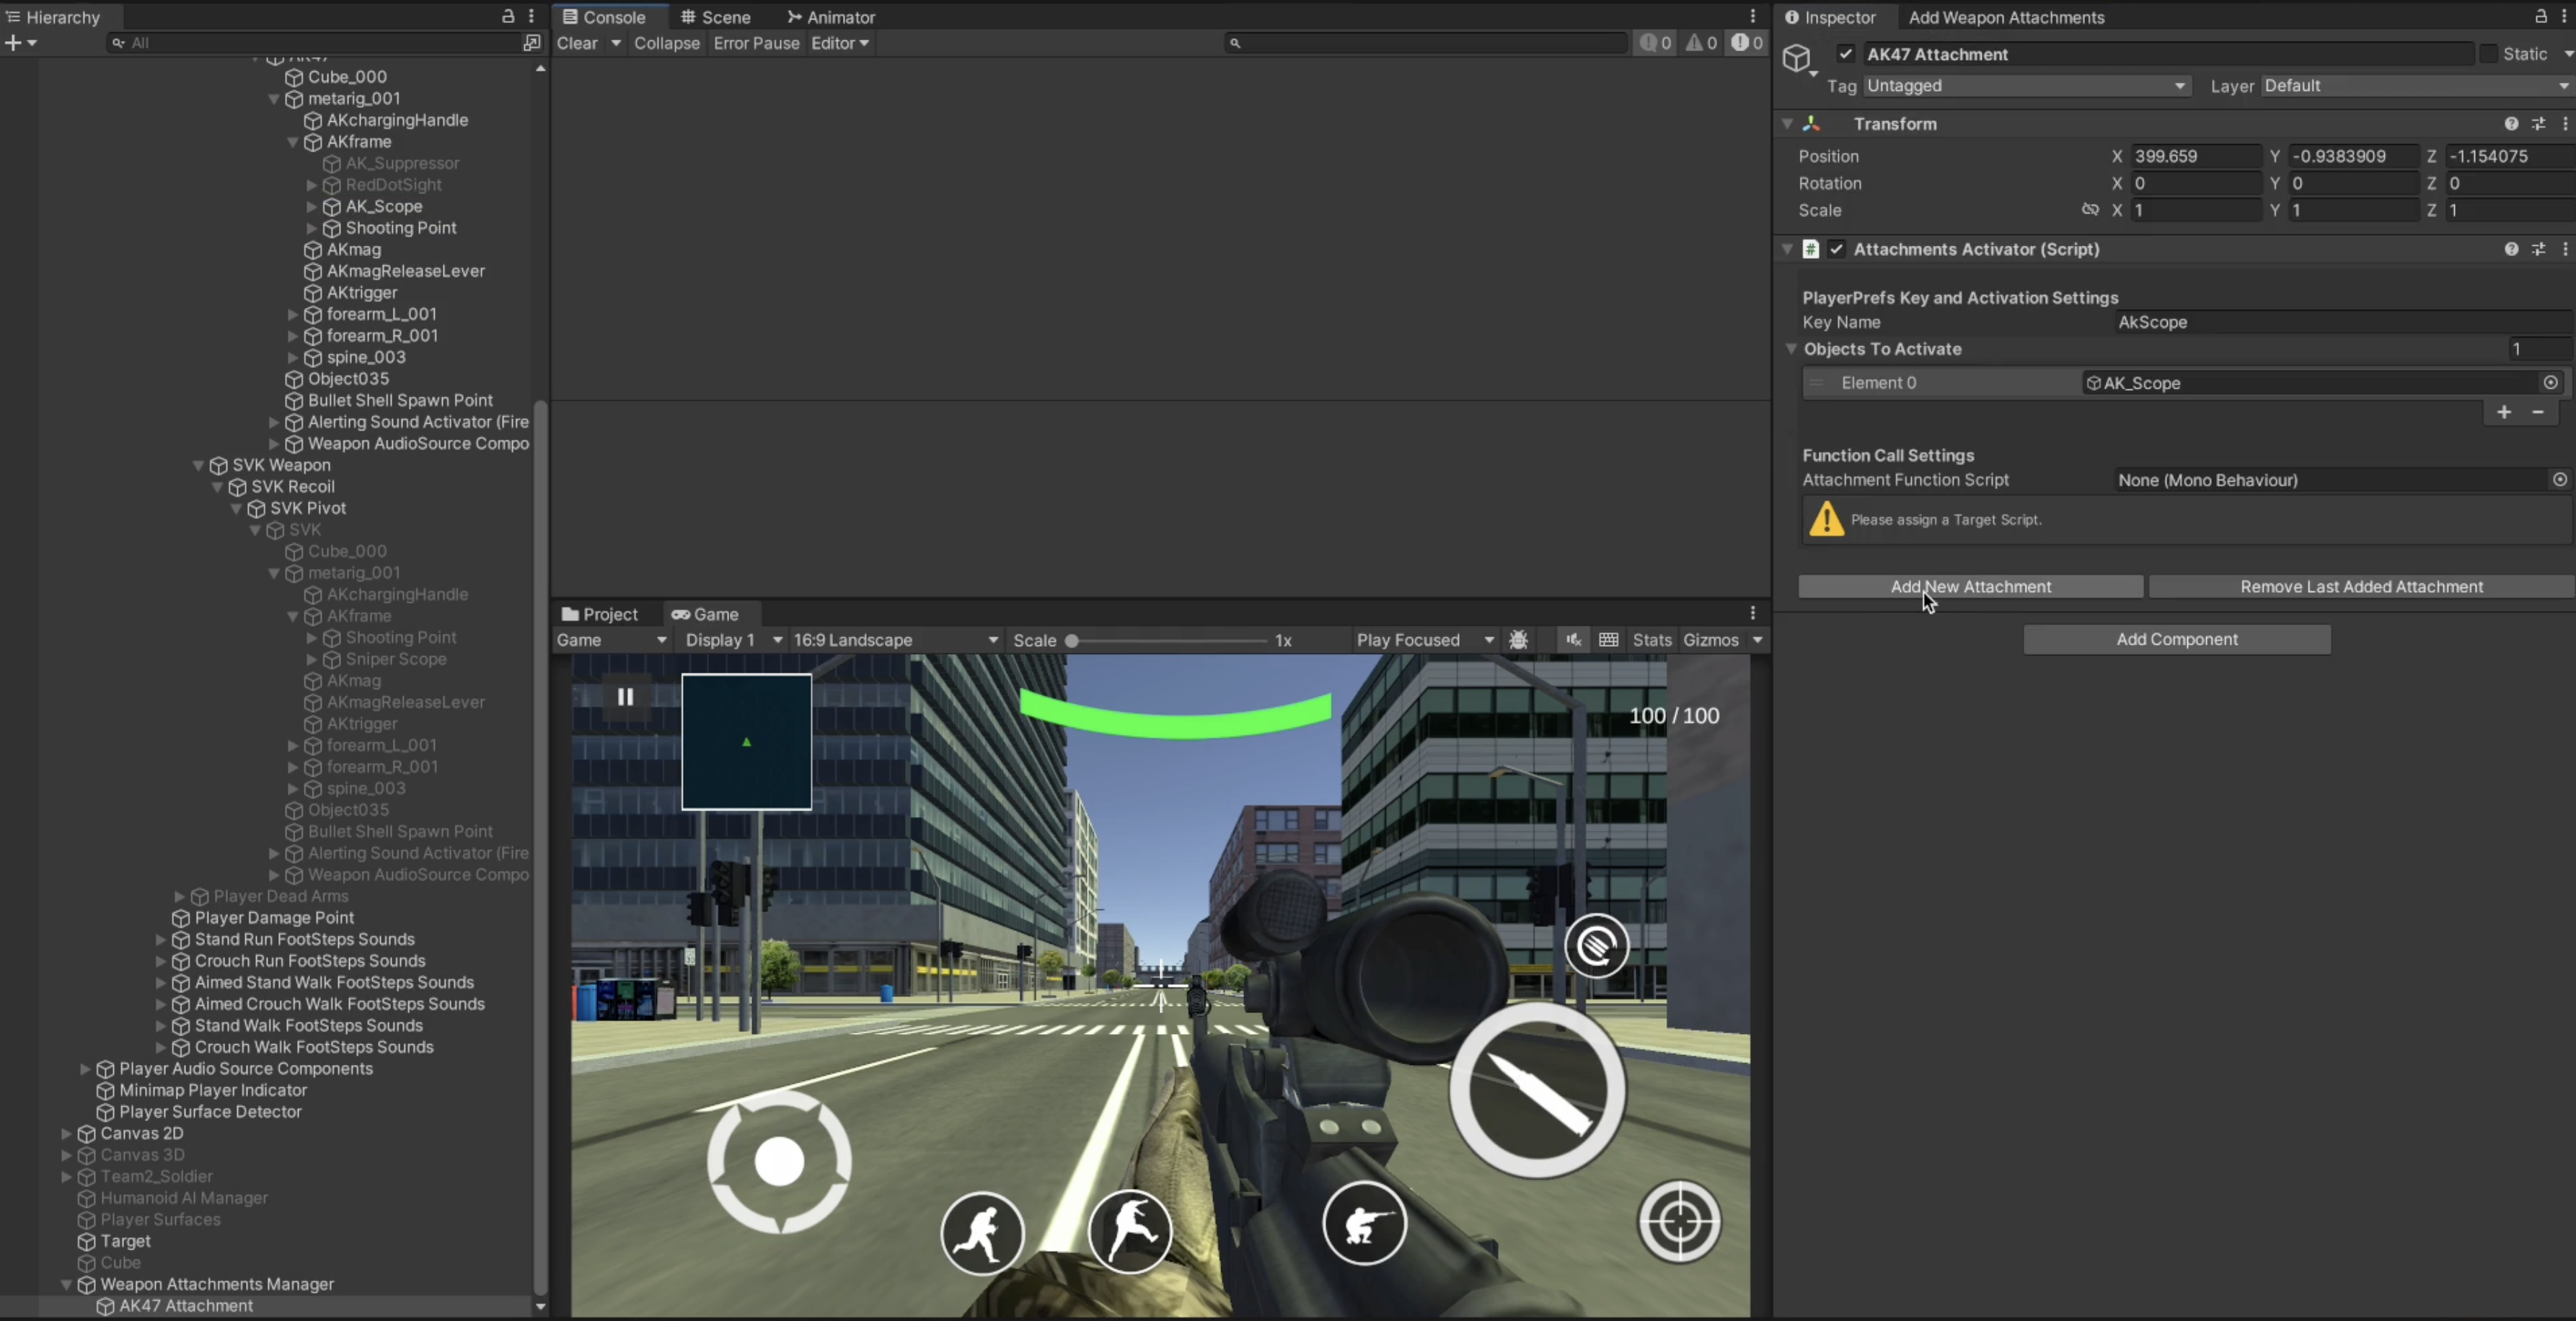 Hierarchy
All
AK47
Cube_000
metarig_001
AKchargingHandle
AKframe
AK_Suppressor
RedDotSight
AK_Scope
Shooting Point
AKmag
AKmagReleaseLever
AKtrigger
forearm_L_001
forearm_R_001
spine_003
Object035
Bullet Shell Spawn Point
Alerting Sound Activator (Fire
Weapon AudioSource Compo
SVK Weapon
SVK Recoil
SVK Pivot
SVK
Cube_000
metarig_001
AKchargingHandle
AKframe
Shooting Point
Sniper Scope
AKmag
AKmagReleaseLever
AKtrigger
forearm_L_001
forearm_R_001
spine_003
Object035
Bullet Shell Spawn Point
Alerting Sound Activator (Fire
Weapon AudioSource Compo
Player Dead Arms
Player Damage Point
Stand Run FootSteps Sounds
Crouch Run FootSteps Sounds
Aimed Stand Walk FootSteps Sounds
Aimed Crouch Walk FootSteps Sounds
Stand Walk FootSteps Sounds
Crouch Walk FootSteps Sounds
Player Audio Source Components
Minimap Player Indicator
Player Surface Detector
Canvas 2D
Canvas 3D
Team2_Soldier
Humanoid AI Manager
Player Surfaces
Target
Cube
Weapon Attachments Manager
AK47 Attachment
Console Scene Animator
Clear Collapse Error Pause Editor 0 0 0
Project Game
Game Display 1 16:9 Landscape Scale 1x Play Focused Stats Gizmos
100 / 100
Inspector Add Weapon Attachments
AK47 Attachment Static
Tag Untagged Layer Default
Transform
Position X 399.659 Y -0.9383909 Z -1.154075
Rotation X 0 Y 0 Z 0
Scale X 1 Y 1 Z 1
# Attachments Activator (Script)
PlayerPrefs Key and Activation Settings
Key Name AkScope
Objects To Activate 1
Element 0 AK_Scope
+ −
Function Call Settings
Attachment Function Script None (Mono Behaviour)
Please assign a Target Script.
Add New Attachment Remove Last Added Attachment
Add Component